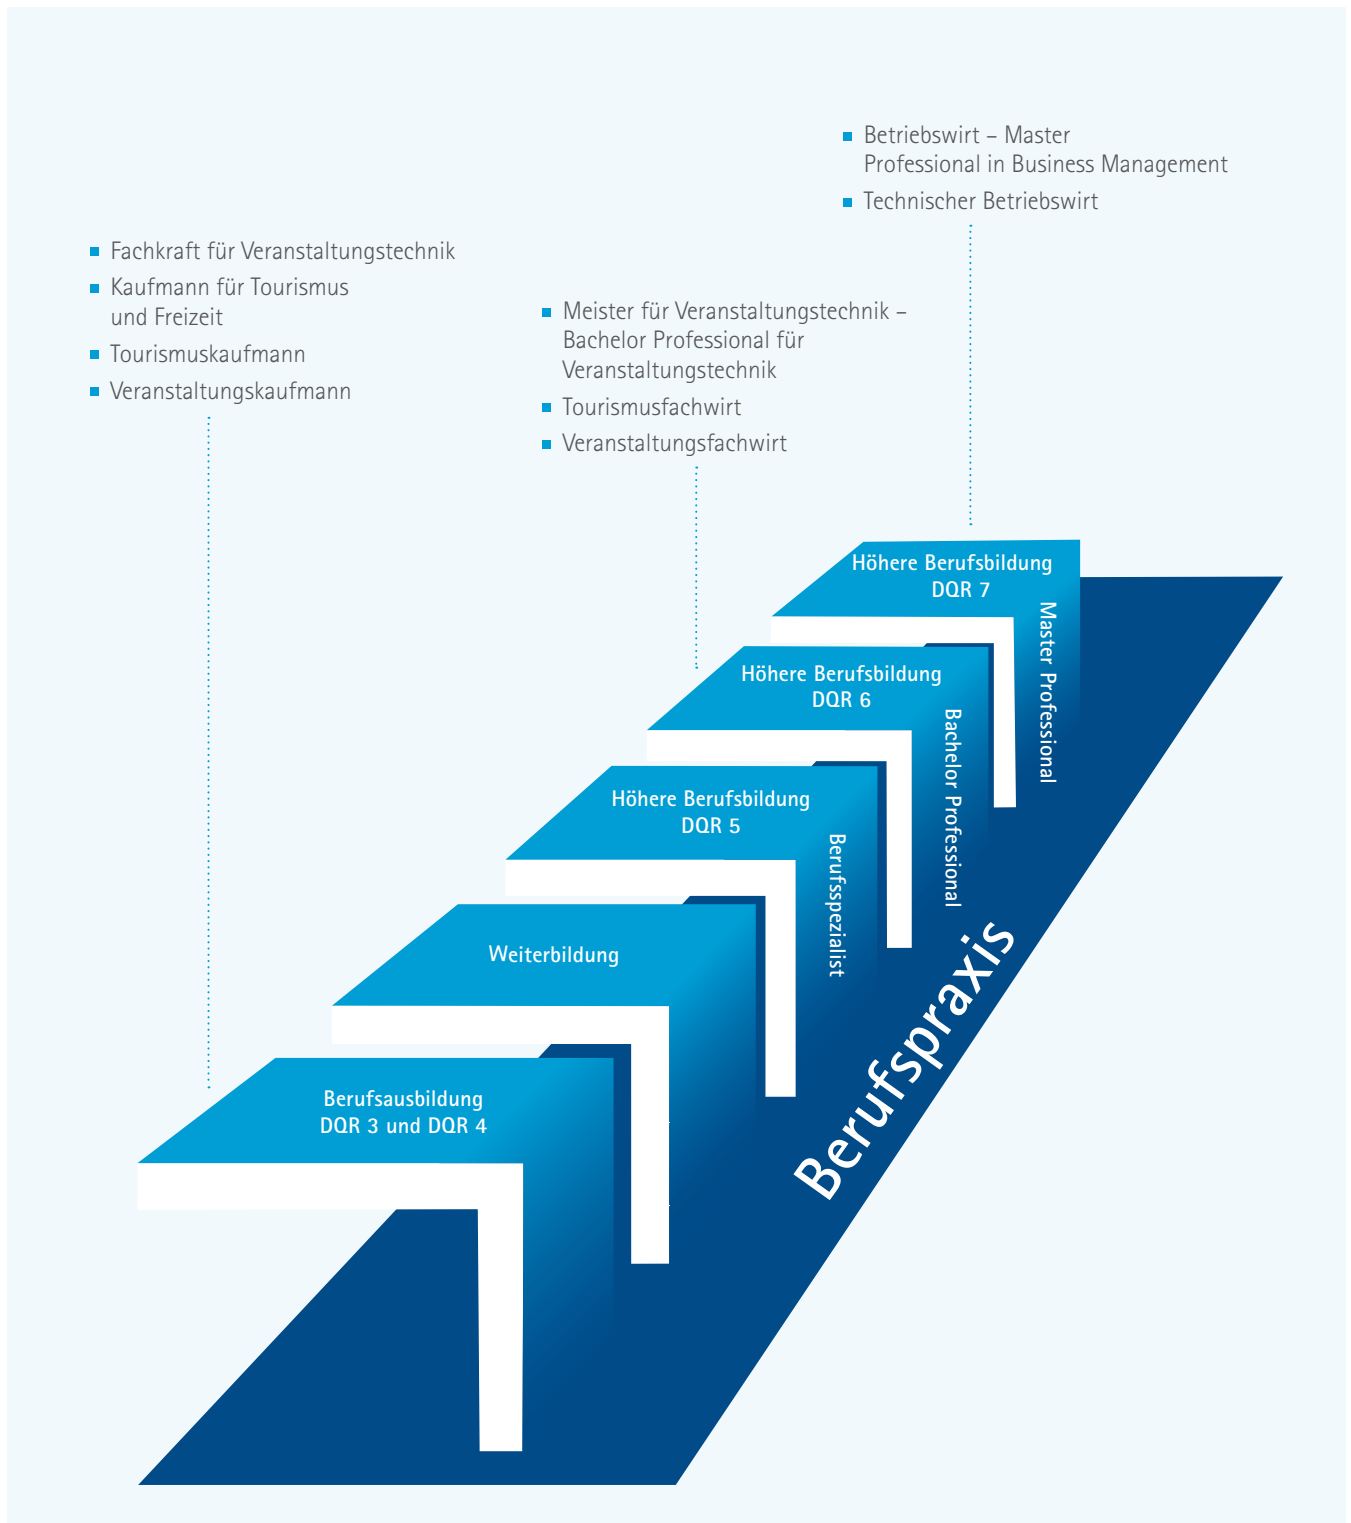 Betriebswirt – Master
Professional in Business Management
Technischer Betriebswirt
Fachkraft für Veranstaltungstechnik
Kaufmann für Tourismus
und Freizeit
Tourismuskaufmann
Veranstaltungskaufmann
Meister für Veranstaltungstechnik –
Bachelor Professional für
Veranstaltungstechnik
Tourismusfachwirt
Veranstaltungsfachwirt
Höhere Berufsbildung
DQR 7
Master Professional
Höhere Berufsbildung
DQR 6
Bachelor Professional
Höhere Berufsbildung
DQR 5
Berufsspezialist
Weiterbildung
Berufsausbildung
DQR 3 und DQR 4
Berufspraxis